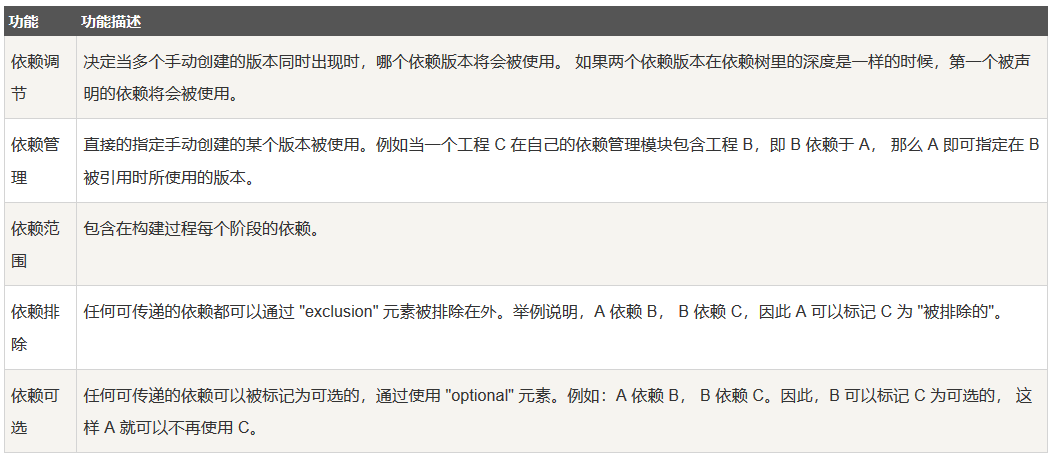 功能 功能描述
依赖调节
决定当多个手动创建的版本同时出现时，哪个依赖版本将会被使用。 如果两个依赖版本在依赖树里的深度是一样的时候，第一个被声
明的依赖将会被使用。
依赖管理
直接的指定手动创建的某个版本被使用。例如当一个工程 C 在自己的依赖管理模块包含工程 B，即 B 依赖于 A， 那么 A 即可指定在 B
被引用时所使用的版本。
依赖范围
包含在构建过程每个阶段的依赖。
依赖排除
任何可传递的依赖都可以通过 "exclusion" 元素被排除在外。举例说明，A 依赖 B， B 依赖 C，因此 A 可以标记 C 为 "被排除的"。
依赖可选
任何可传递的依赖可以被标记为可选的，通过使用 "optional" 元素。例如：A 依赖 B， B 依赖 C。因此，B 可以标记 C 为可选的， 这
样 A 就可以不再使用 C。